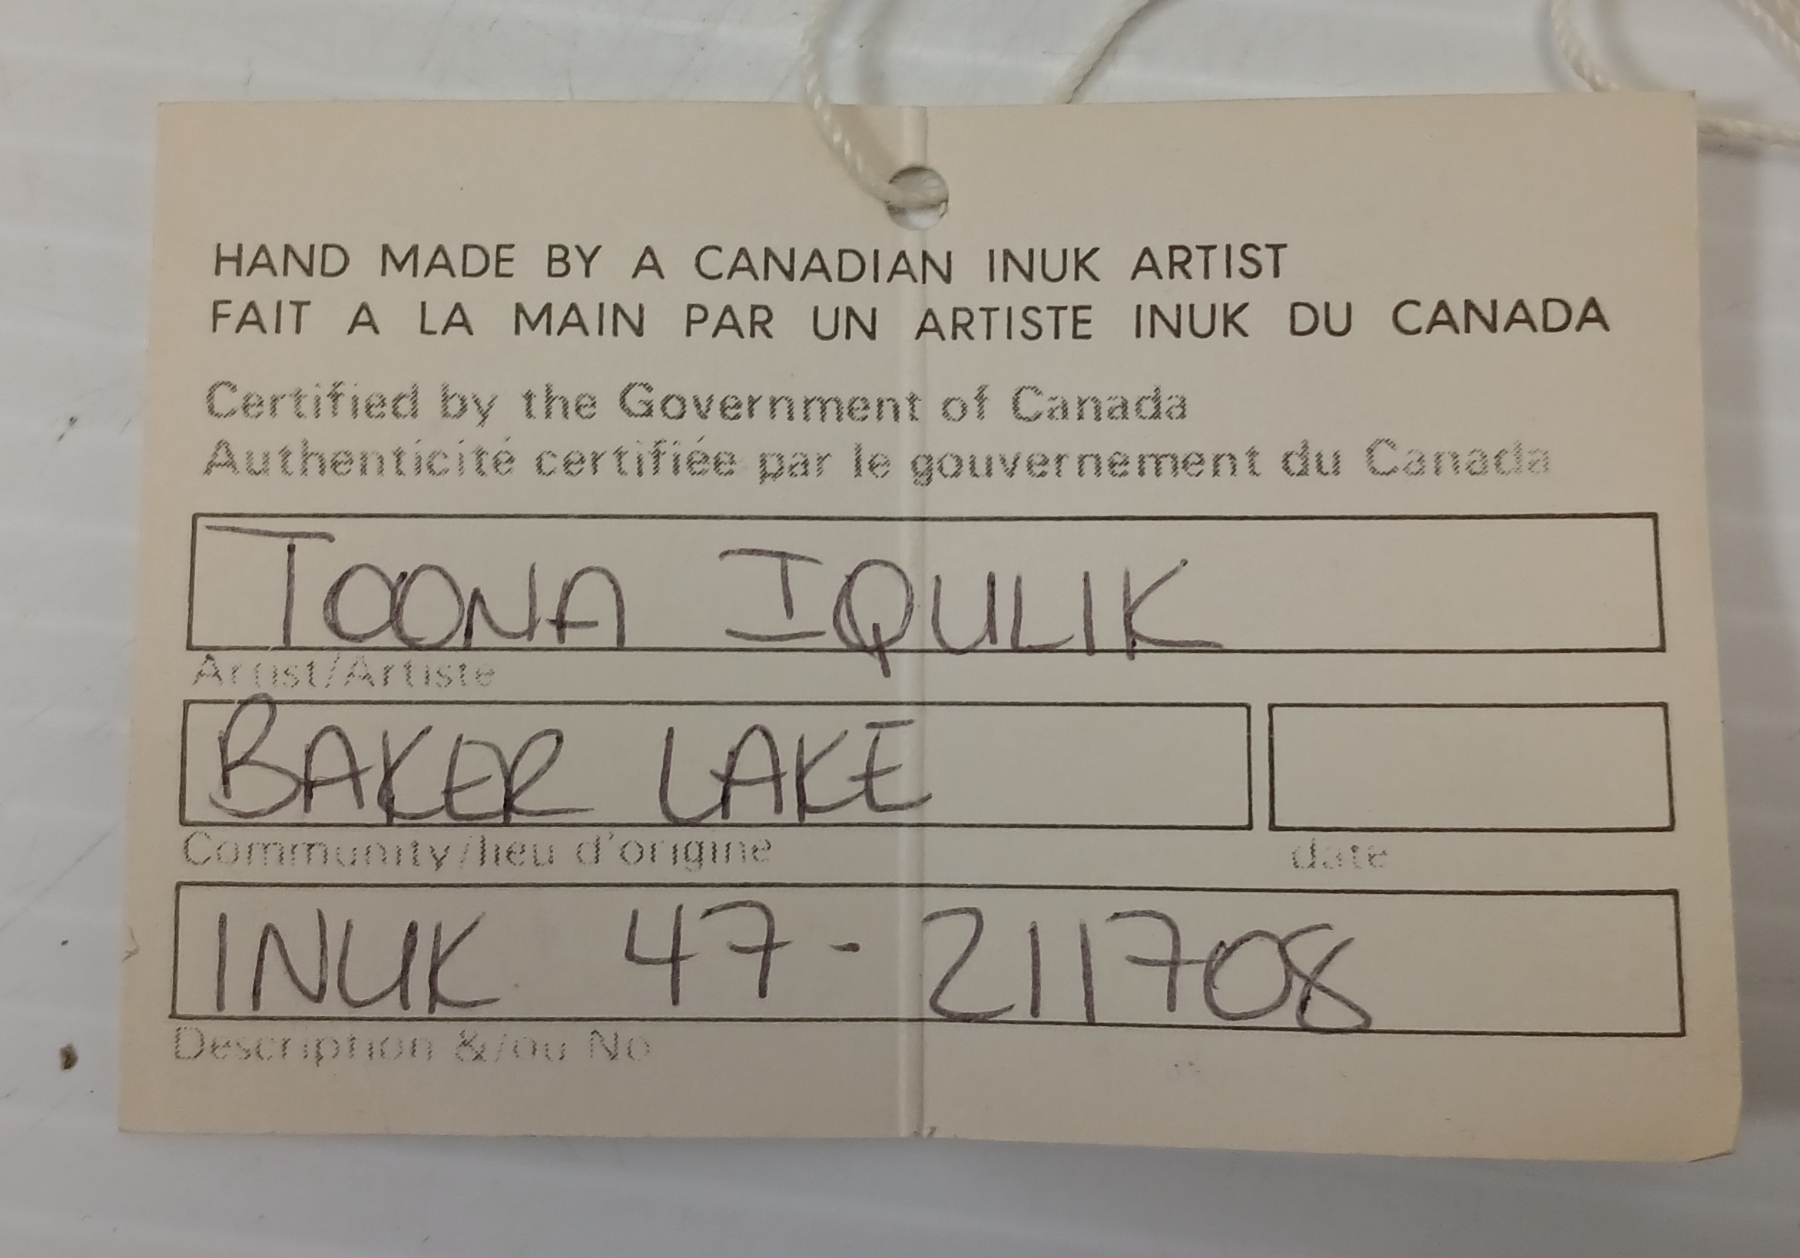 HAND MADE BY A CANADIAN INUK ARTIST
FAIT A LA MAIN PAR UN ARTISTE INUK DU CANADA
Certified by the Government of Canada
Authenticité certifiée par le gouvernement du Canada
TOONA IQULIK
Artist/Artiste
BAKER LAKE
Community/lieu d'origine
date
INUK 47-211708
Description &/ou No